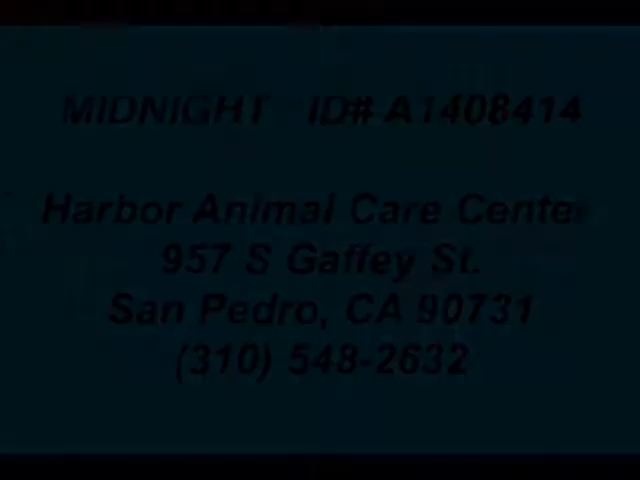 MIDNIGHT ID# A1408414
Harbor Animal Care Center
957 S Gaffey St.
San Pedro, CA 90731
(310) 548-2632